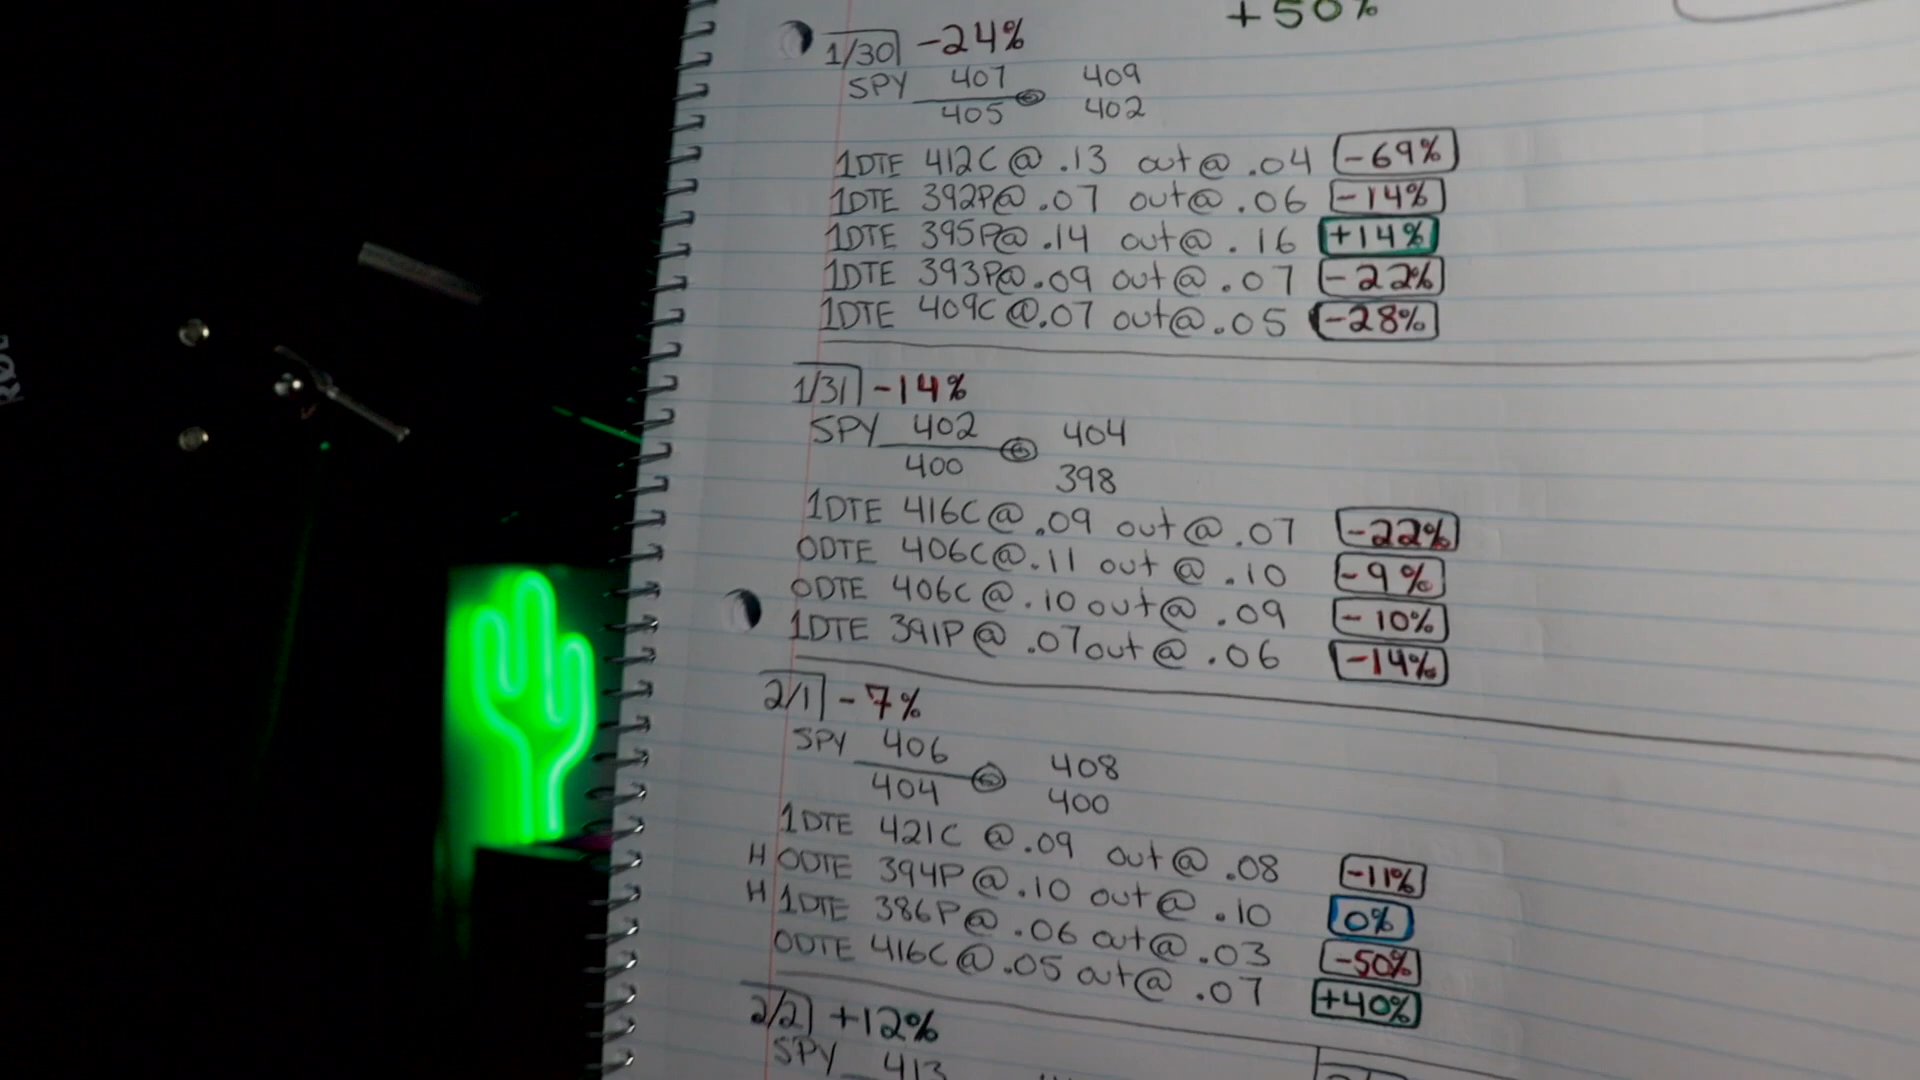 +50%
1/30 -24%
SPY 407 409
405 402
1DTE 412C @ .13 out @ .04 -69%
1DTE 392P@ .07 out@ .06 -14%
1DTE 395P@ .14 out@ .16 +14%
1DTE 393P@ .09 out@ .07 -22%
1DTE 409C @.07 out@ .05 -28%
1/31 -14%
SPY 402 404
400 398
1DTE 416C @ .09 out @ .07 -22%
0DTE 406C @ .11 out @ .10 -9%
0DTE 406C @ .10 out @ .09 -10%
1DTE 391P @ .07 out @ .06 -14%
2/1 -7%
SPY 406 408
404 400
1DTE 421C @ .09 out @ .08 -11%
H 0DTE 394P @ .10 out @ .10 0%
H 1DTE 386P @ .06 out @ .03 -50%
0DTE 416C @ .05 out @ .07 +40%
2/2 +12%
SPY 413